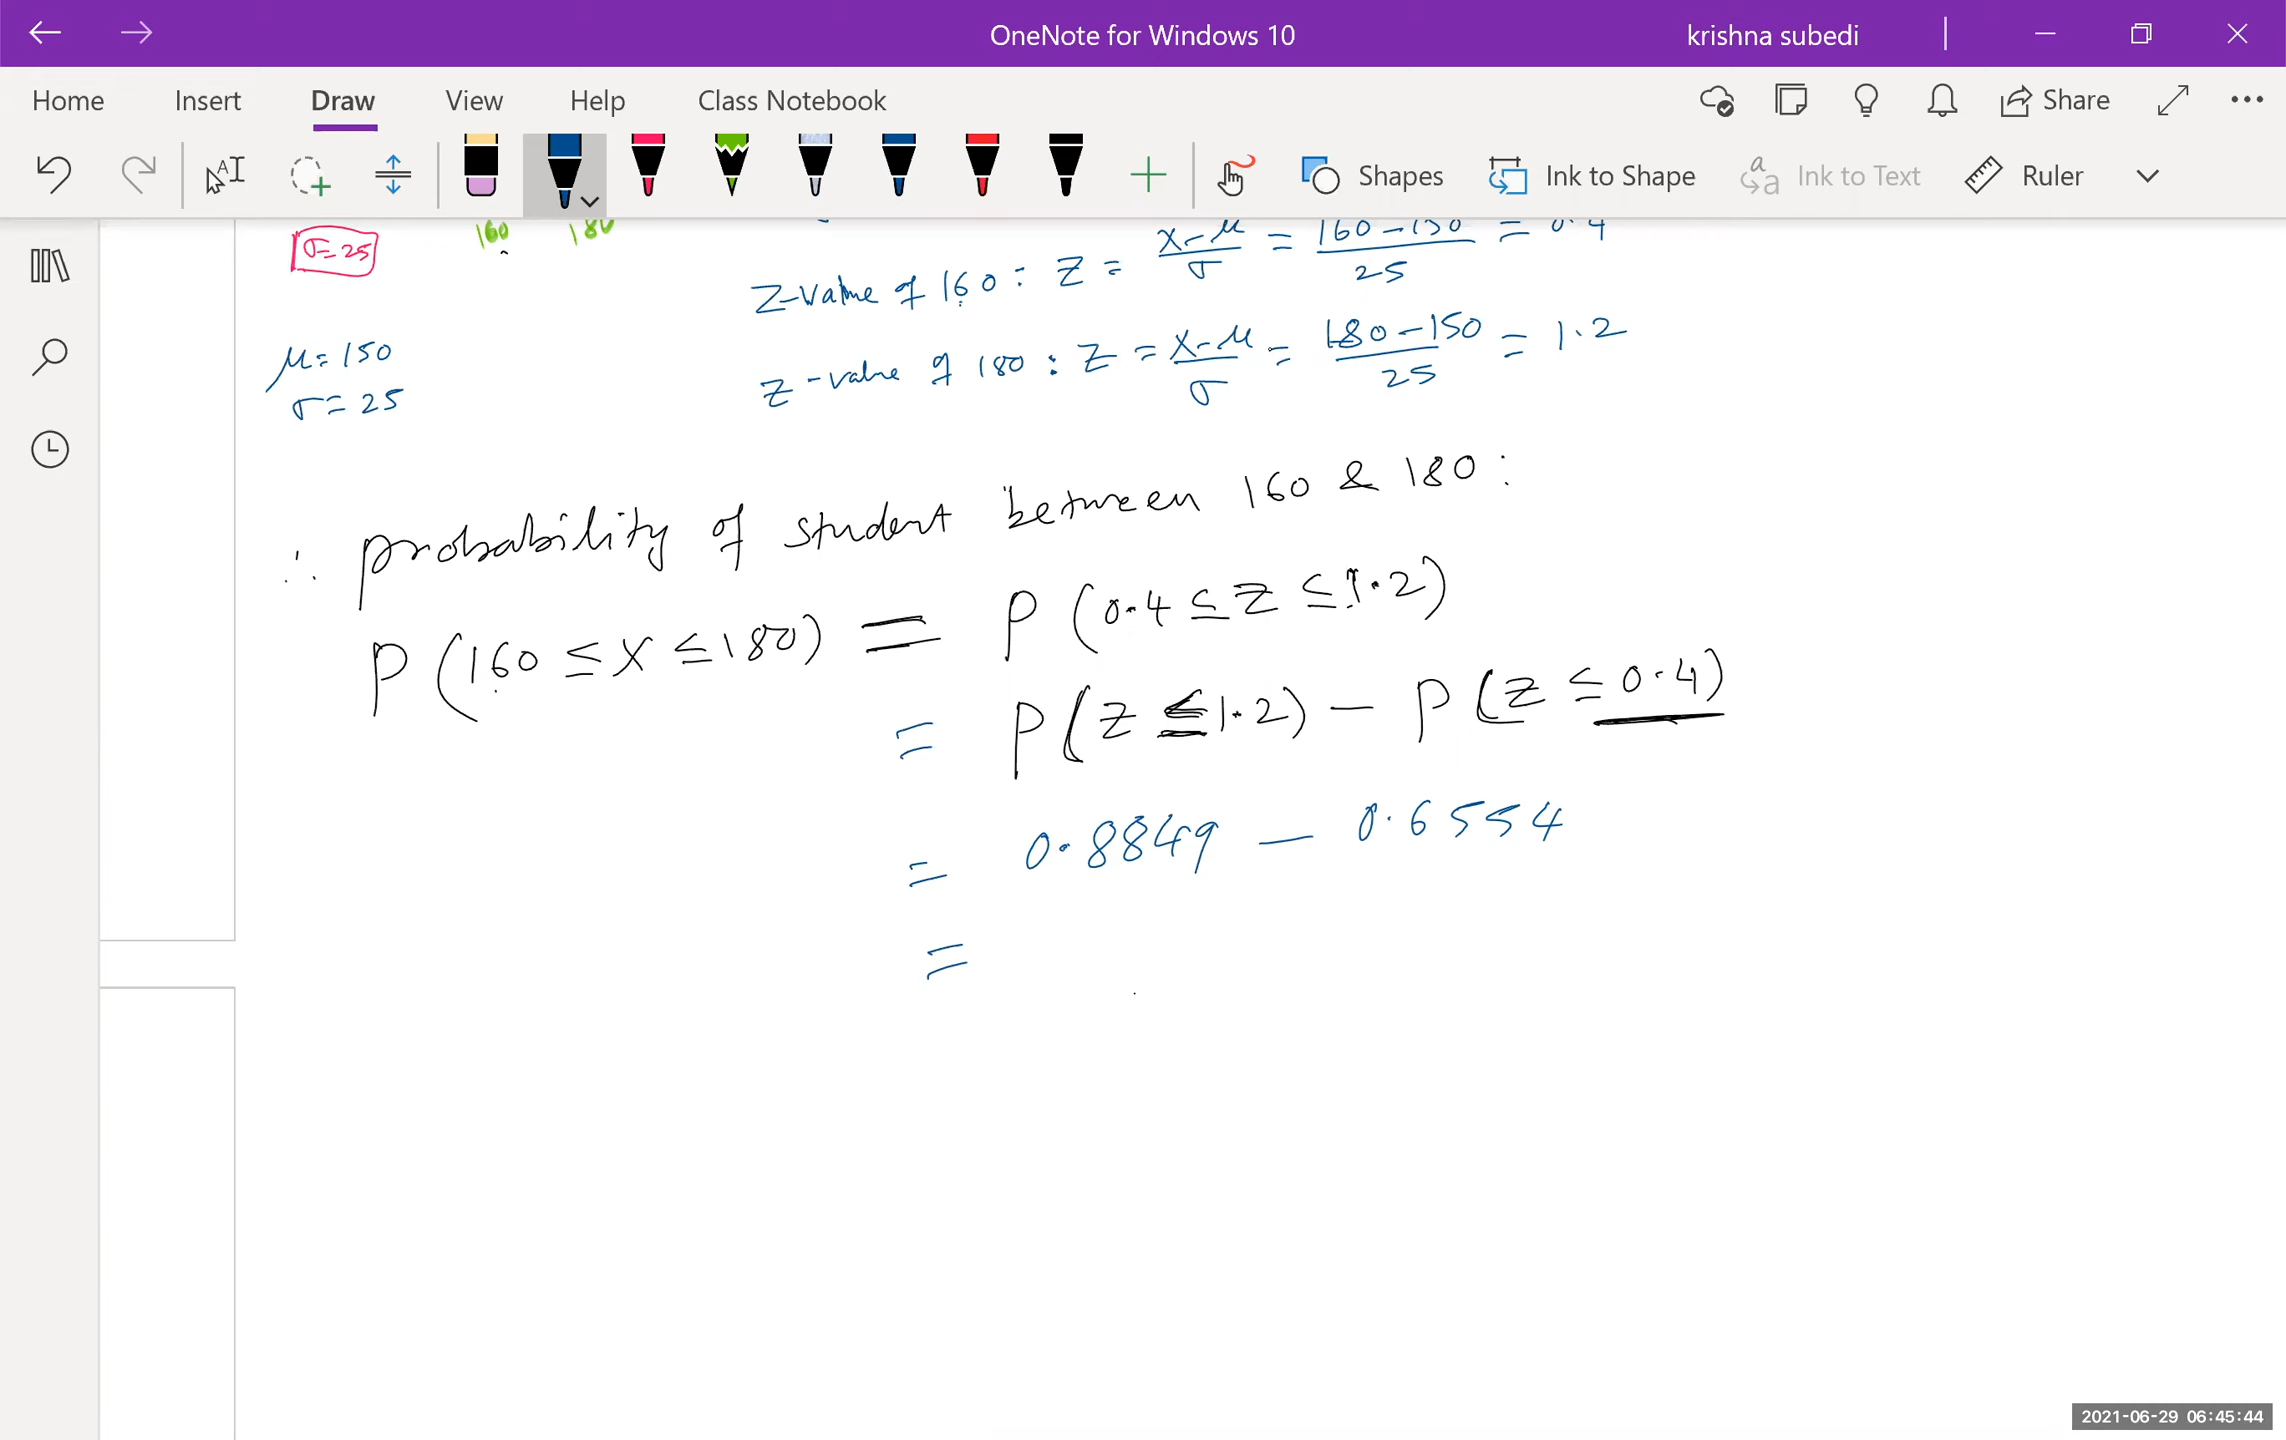 OneNote for Windows 10
krishna subedi
Home Insert Draw View Help Class Notebook Share
Shapes Ink to Shape Ink to Text Ruler
σ = 25
160 180
Z-value of 160 : Z = x-μ/σ = 160-150/25 = 0.4
μ = 150
σ = 25
Z-value of 180 : Z = x-μ/σ = 180-150/25 = 1.2
∴ probability of student between 160 & 180 :
P(160 ≤ x ≤ 180) = P(0.4 ≤ Z ≤ 1.2)
= P(Z ≤ 1.2) - P(Z ≤ 0.4)
= 0.8849 - 0.6554
=
2021-06-29 06:45:44